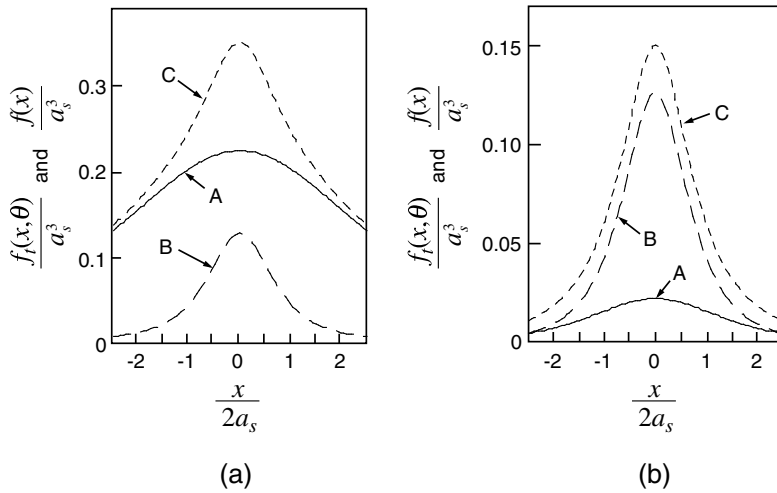 f_t(x,θ)/a_s^3 and f(x)/a_s^3
0.3
0.2
0.1
0
C
A
B
-2 -1 0 1 2
x/2a_s
(a)
f_t(x,θ)/a_s^3 and f(x)/a_s^3
0.15
0.10
0.05
0
C
B
A
-2 -1 0 1 2
x/2a_s
(b)